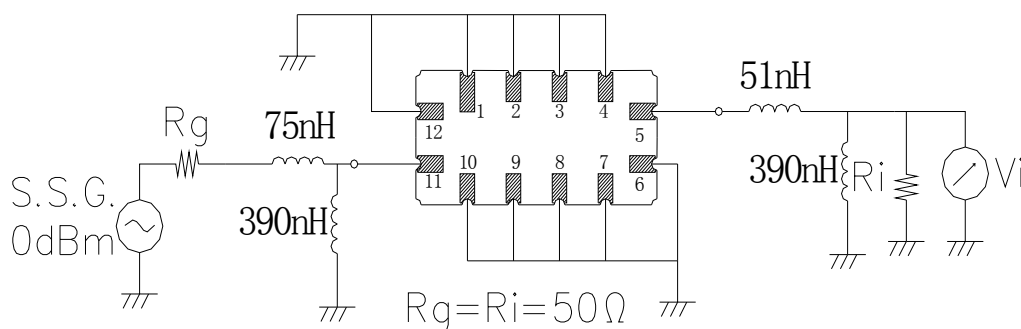 51nH
1 2 3 4
5
Rg 75nH 12
10 9 8 7
11 6
390nH Ri Vi
S.S.G.
0dBm 390nH
Rg=Ri=50Ω